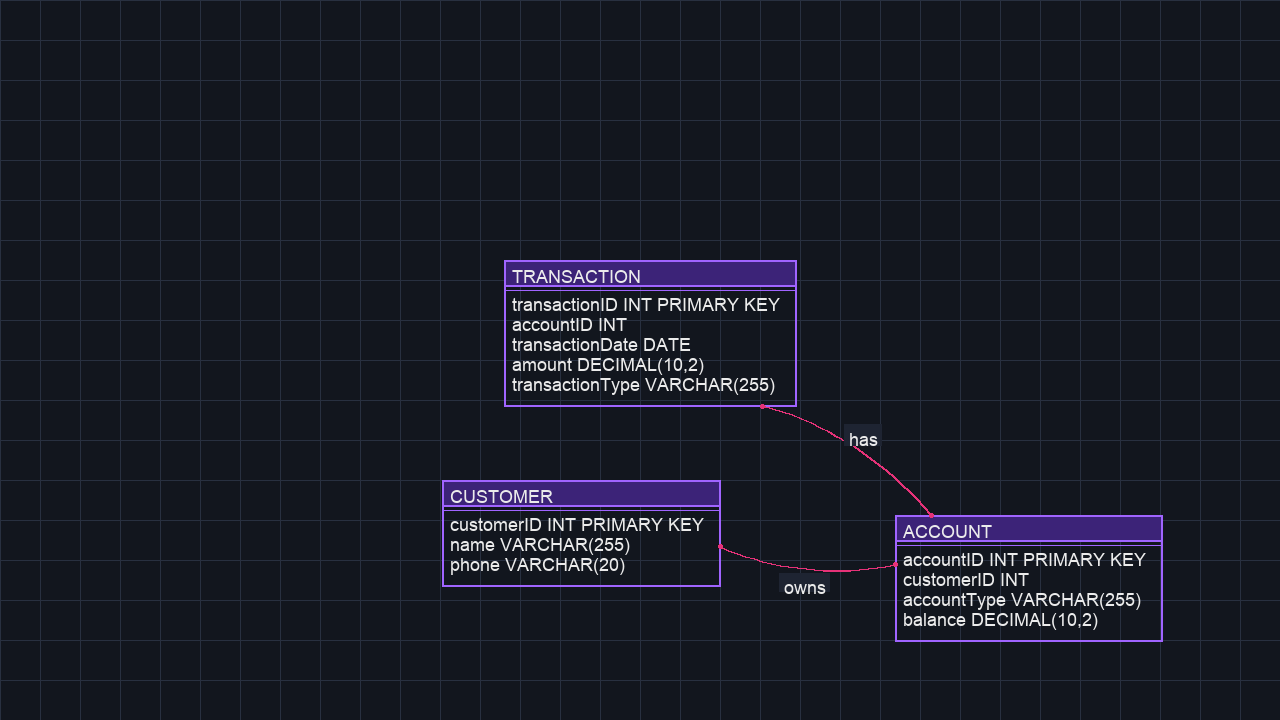 TRANSACTION
transactionID INT PRIMARY KEY
accountID INT
transactionDate DATE
amount DECIMAL(10,2)
transactionType VARCHAR(255)
has
CUSTOMER
customerID INT PRIMARY KEY
name VARCHAR(255)
phone VARCHAR(20)
owns
ACCOUNT
accountID INT PRIMARY KEY
customerID INT
accountType VARCHAR(255)
balance DECIMAL(10,2)